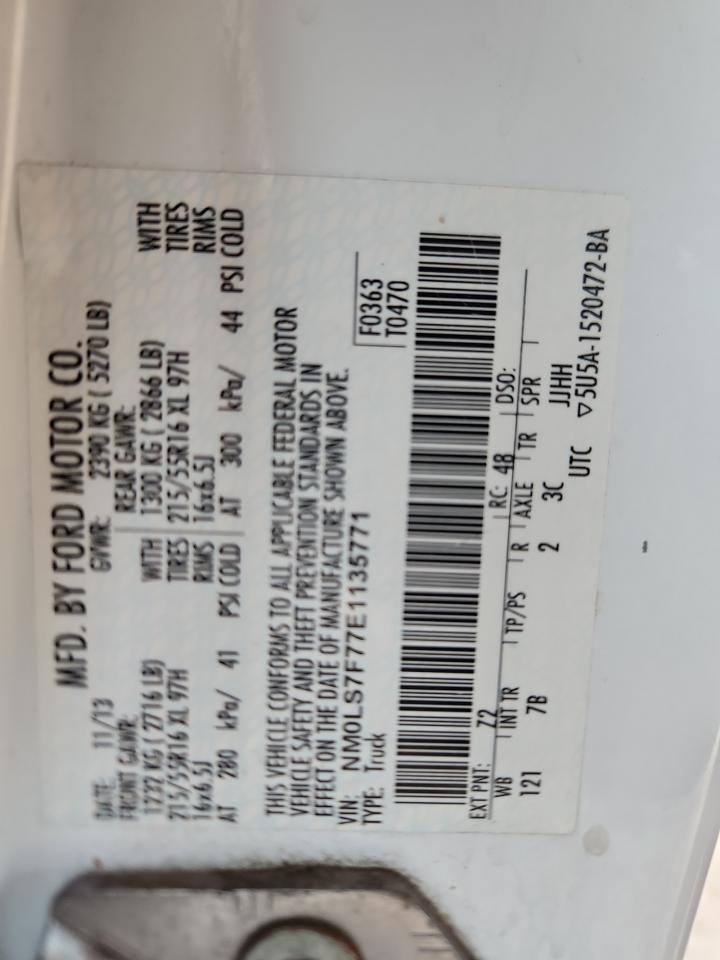 MFD. BY FORD MOTOR CO.
DATE: 11/13 GVWR: 2390 KG ( 5270 LB)
FRONT GAWR: REAR GAWR:
1232 KG ( 2716 LB) WITH 1300 KG ( 2866 LB) WITH
215/55R16 XL 97H TIRES 215/55R16 XL 97H TIRES
16x6.5J RIMS 16x6.5J RIMS
AT 280 kPa/ 41 PSI COLD AT 300 kPa/ 44 PSI COLD
THIS VEHICLE CONFORMS TO ALL APPLICABLE FEDERAL MOTOR
VEHICLE SAFETY AND THEFT PREVENTION STANDARDS IN
EFFECT ON THE DATE OF MANUFACTURE SHOWN ABOVE.
VIN: NM0LS7F77E1135771 F0363
TYPE: Truck T0470
EXT PNT: Z2 RC: 48 DSO:
WB INT TR TP/PS R AXLE TR SPR
121 7B 2 3C JJHH
UTC ▽5U5A-1520472-BA